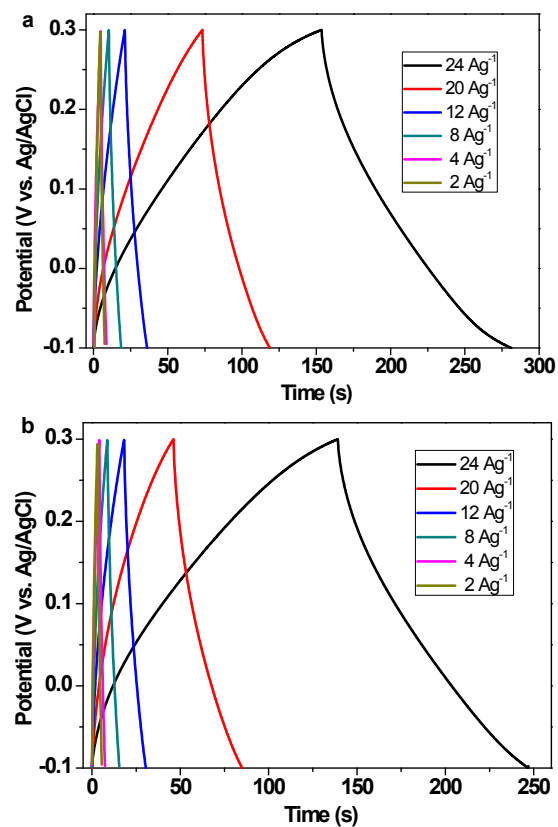 a
0.3
0.2
0.1
0.0
-0.1
Potential (V vs. Ag/AgCl)
24 Ag⁻¹
20 Ag⁻¹
12 Ag⁻¹
8 Ag⁻¹
4 Ag⁻¹
2 Ag⁻¹
0 50 100 150 200 250 300
Time (s)
b
0.3
0.2
0.1
0.0
-0.1
Potential (V vs. Ag/AgCl)
24 Ag⁻¹
20 Ag⁻¹
12 Ag⁻¹
8 Ag⁻¹
4 Ag⁻¹
2 Ag⁻¹
0 50 100 150 200 250
Time (s)